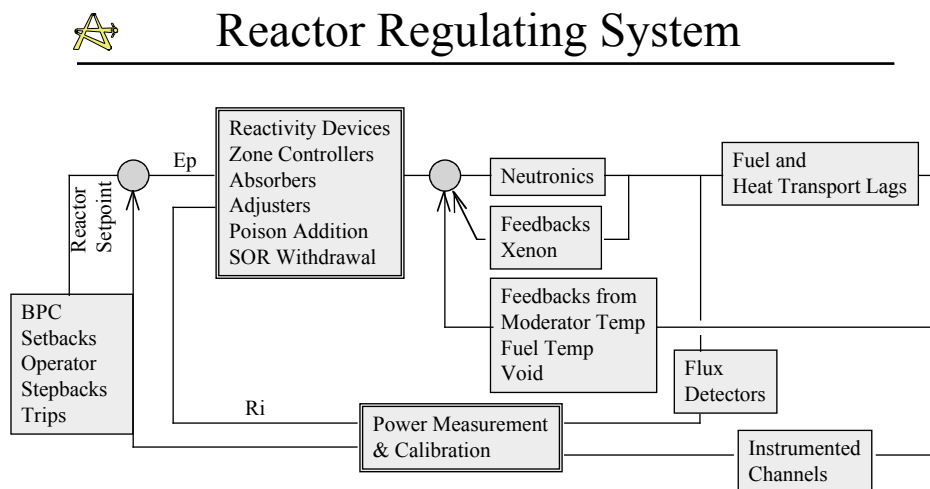 Reactor Regulating System
Reactor
Setpoint
Ep
Reactivity Devices
Zone Controllers
Absorbers
Adjusters
Poison Addition
SOR Withdrawal
Neutronics
Fuel and
Heat Transport Lags
Feedbacks
Xenon
BPC
Setbacks
Operator
Stepbacks
Trips
Feedbacks from
Moderator Temp
Fuel Temp
Void
Flux
Detectors
Ri
Power Measurement
& Calibration
Instrumented
Channels